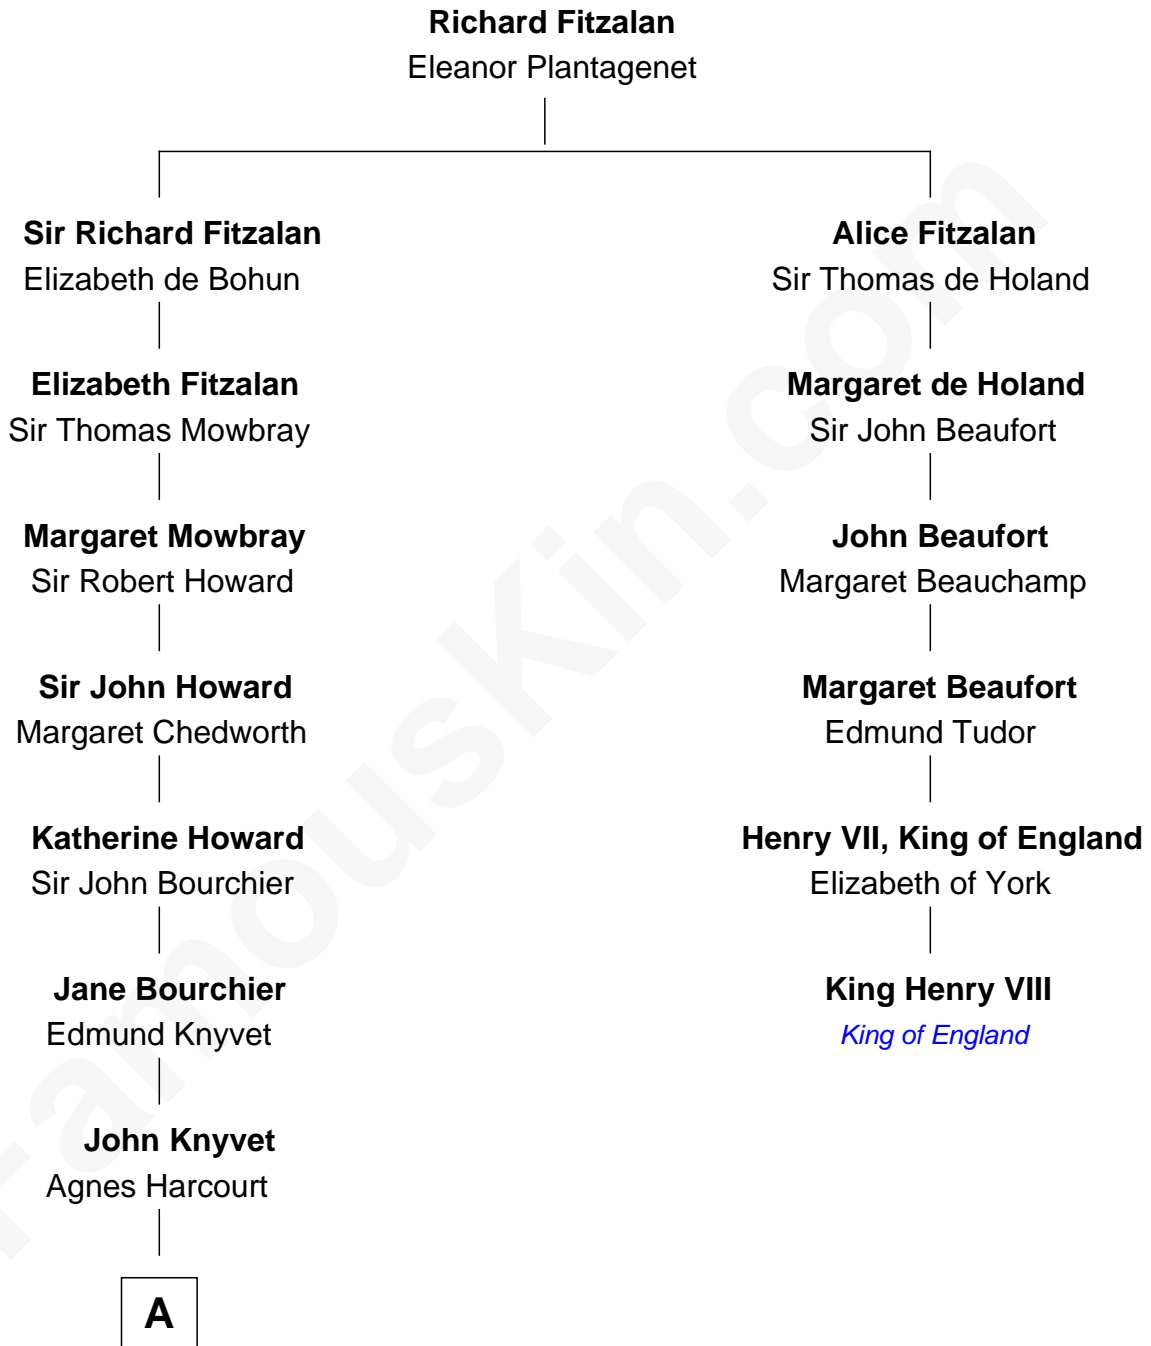 Richard Fitzalan
Eleanor Plantagenet
Sir Richard Fitzalan
Elizabeth de Bohun
Alice Fitzalan
Sir Thomas de Holand
Elizabeth Fitzalan
Sir Thomas Mowbray
Margaret de Holand
Sir John Beaufort
Margaret Mowbray
Sir Robert Howard
John Beaufort
Margaret Beauchamp
Sir John Howard
Margaret Chedworth
Margaret Beaufort
Edmund Tudor
Katherine Howard
Sir John Bourchier
Henry VII, King of England
Elizabeth of York
Jane Bourchier
Edmund Knyvet
King Henry VIII
King of England
John Knyvet
Agnes Harcourt
A
FamousKin.com